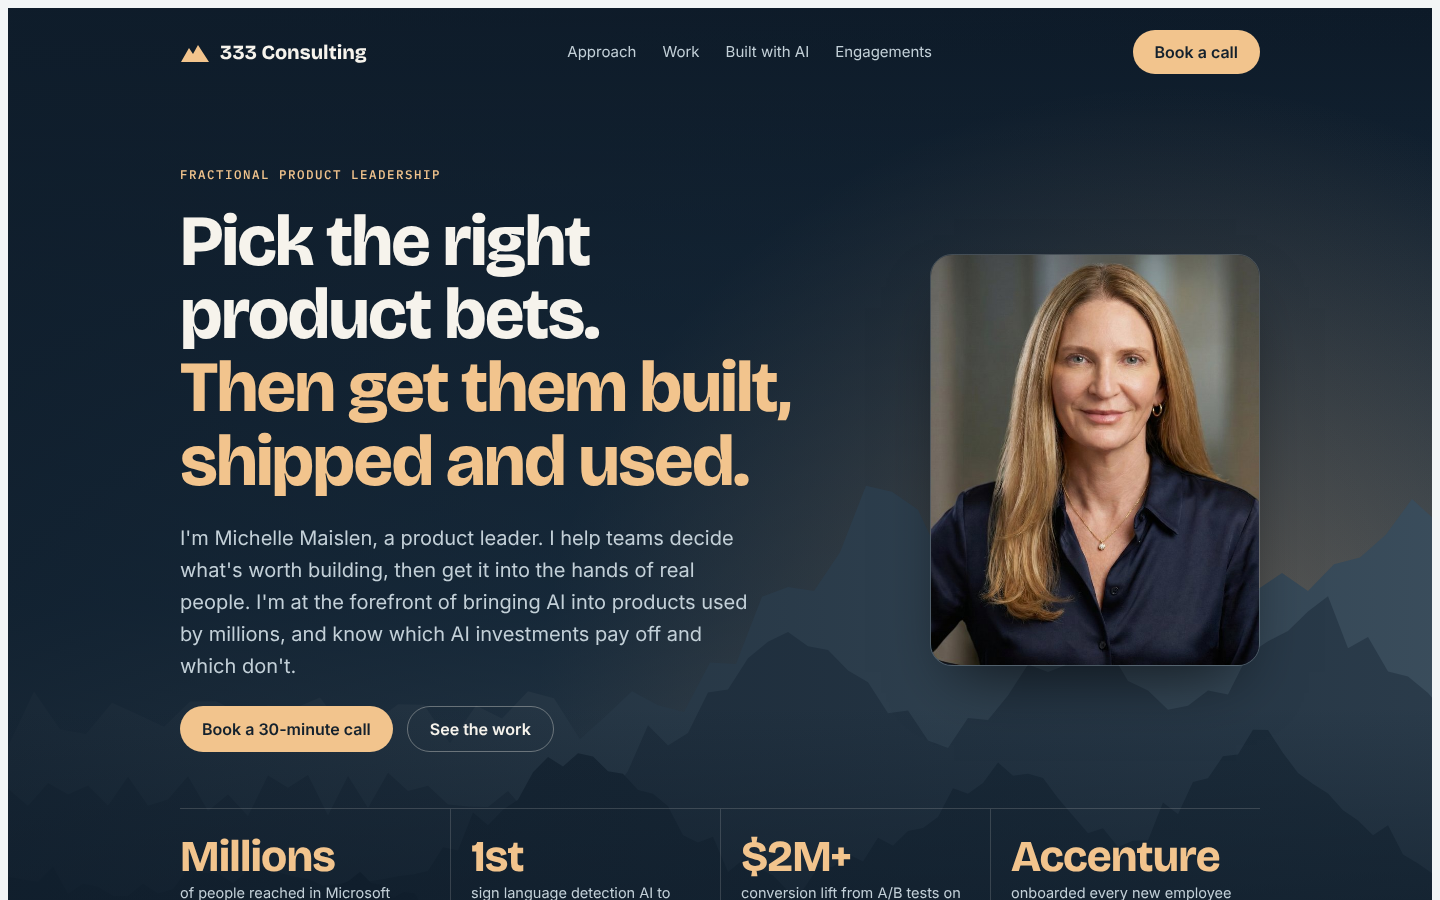 333 Consulting
Approach
Work
Built with AI
Engagements
Book a call
FRACTIONAL PRODUCT LEADERSHIP
Pick the right
product bets.
Then get them built,
shipped and used.
I'm Michelle Maislen, a product leader. I help teams decide
what's worth building, then get it into the hands of real
people. I'm at the forefront of bringing AI into products used
by millions, and know which AI investments pay off and
which don't.
Book a 30-minute call
See the work
Millions
of people reached in Microsoft
1st
sign language detection AI to
$2M+
conversion lift from A/B tests on
Accenture
onboarded every new employee